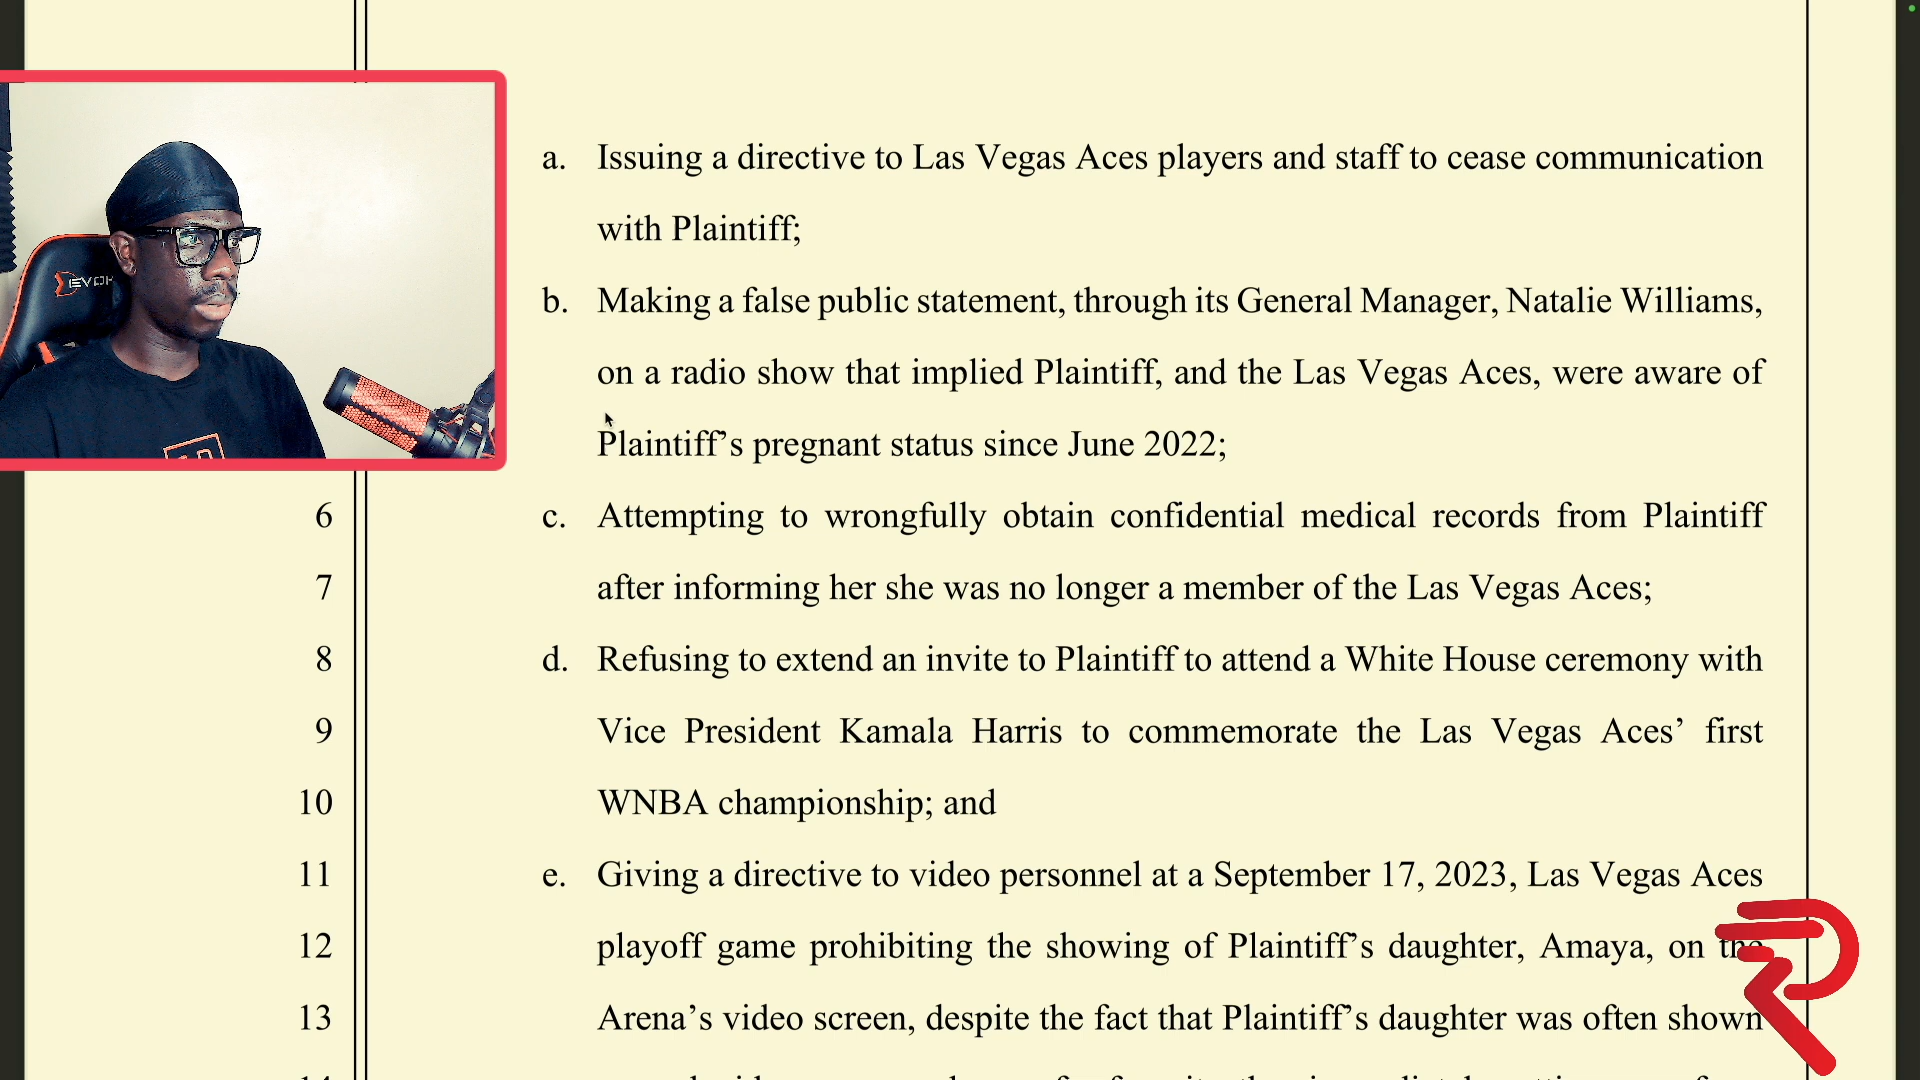 a. Issuing a directive to Las Vegas Aces players and staff to cease communication
with Plaintiff;
b. Making a false public statement, through its General Manager, Natalie Williams,
on a radio show that implied Plaintiff, and the Las Vegas Aces, were aware of
Plaintiff’s pregnant status since June 2022;
6 c. Attempting to wrongfully obtain confidential medical records from Plaintiff
7 after informing her she was no longer a member of the Las Vegas Aces;
8 d. Refusing to extend an invite to Plaintiff to attend a White House ceremony with
9 Vice President Kamala Harris to commemorate the Las Vegas Aces’ first
10 WNBA championship; and
11 e. Giving a directive to video personnel at a September 17, 2023, Las Vegas Aces
12 playoff game prohibiting the showing of Plaintiff’s daughter, Amaya, on the
13 Arena’s video screen, despite the fact that Plaintiff’s daughter was often shown